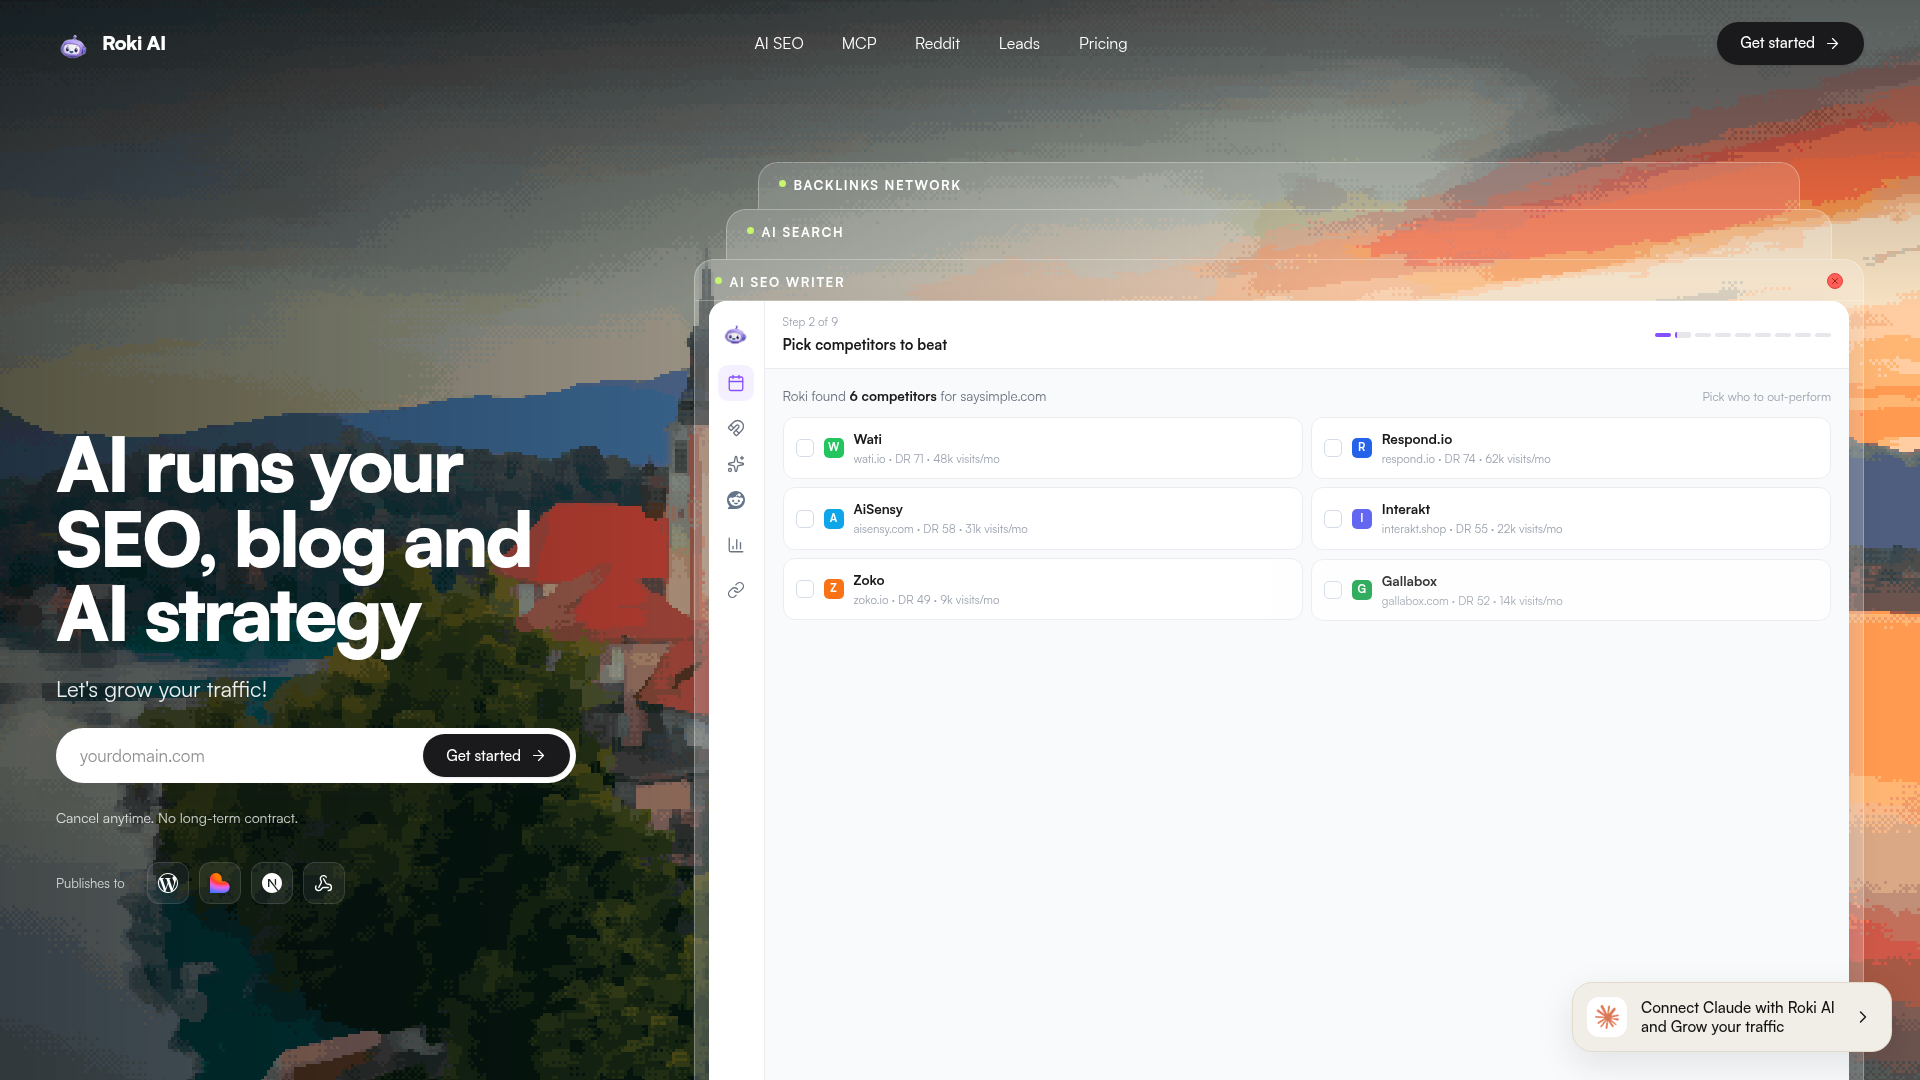 Roki AI
AI SEO
MCP
Reddit
Leads
Pricing
Get started
AI runs your
SEO, blog and
AI strategy
Let's grow your traffic!
yourdomain.com
Get started
Cancel anytime. No long-term contract.
Publishes to
BACKLINKS NETWORK
AI SEARCH
AI SEO WRITER
Step 2 of 9
Pick competitors to beat
Roki found 6 competitors for saysimple.com
Pick who to out-perform
W
Wati
wati.io · DR 71 · 48k visits/mo
R
Respond.io
respond.io · DR 74 · 62k visits/mo
A
AiSensy
aisensy.com · DR 58 · 31k visits/mo
I
Interakt
interakt.shop · DR 55 · 22k visits/mo
Z
Zoko
zoko.io · DR 49 · 9k visits/mo
G
Gallabox
gallabox.com · DR 52 · 14k visits/mo
Connect Claude with Roki AI
and Grow your traffic